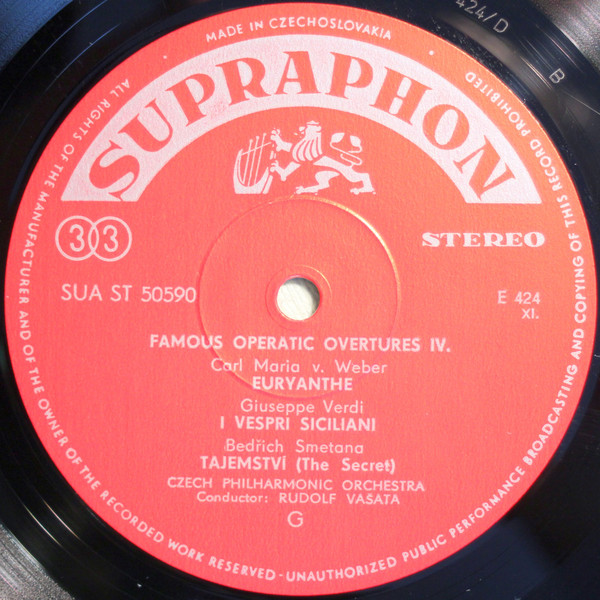 424/D
B
MADE IN CZECHOSLOVAKIA
ALL RIGHTS OF THE MANUFACTURER AND OF THE OWNER OF THE RECORDED WORK RESERVED - UNAUTHORIZED PUBLIC PERFORMANCE BROADCASTING AND COPYING OF THIS RECORD PROHIBITED
SUPRAPHON
33
STEREO
SUA ST 50590
E 424
XI.
FAMOUS OPERATIC OVERTURES IV.
Carl Maria v. Weber
EURYANTHE
Giuseppe Verdi
I VESPRI SICILIANI
Bedřich Smetana
TAJEMSTVÍ (The Secret)
CZECH PHILHARMONIC ORCHESTRA
Conductor: RUDOLF VAŠATA
G